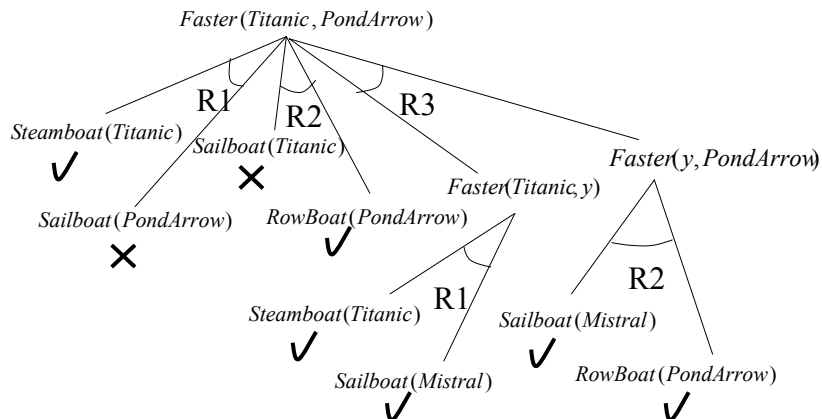 Faster(Titanic, PondArrow)
R1
R2
R3
Steamboat(Titanic)
Sailboat(Titanic)
Faster(y, PondArrow)
Faster(Titanic, y)
Sailboat(PondArrow)
RowBoat(PondArrow)
R1
R2
Steamboat(Titanic)
Sailboat(Mistral)
Sailboat(Mistral)
RowBoat(PondArrow)